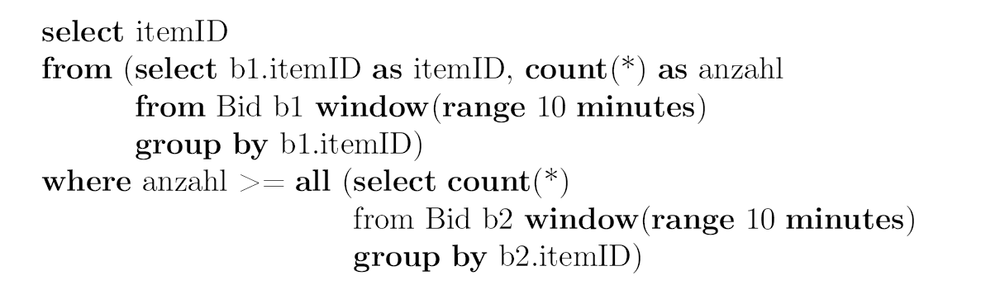 select itemID
from (select b1.itemID as itemID, count(*) as anzahl
from Bid b1 window(range 10 minutes)
group by b1.itemID)
where anzahl >= all (select count(*)
from Bid b2 window(range 10 minutes)
group by b2.itemID)